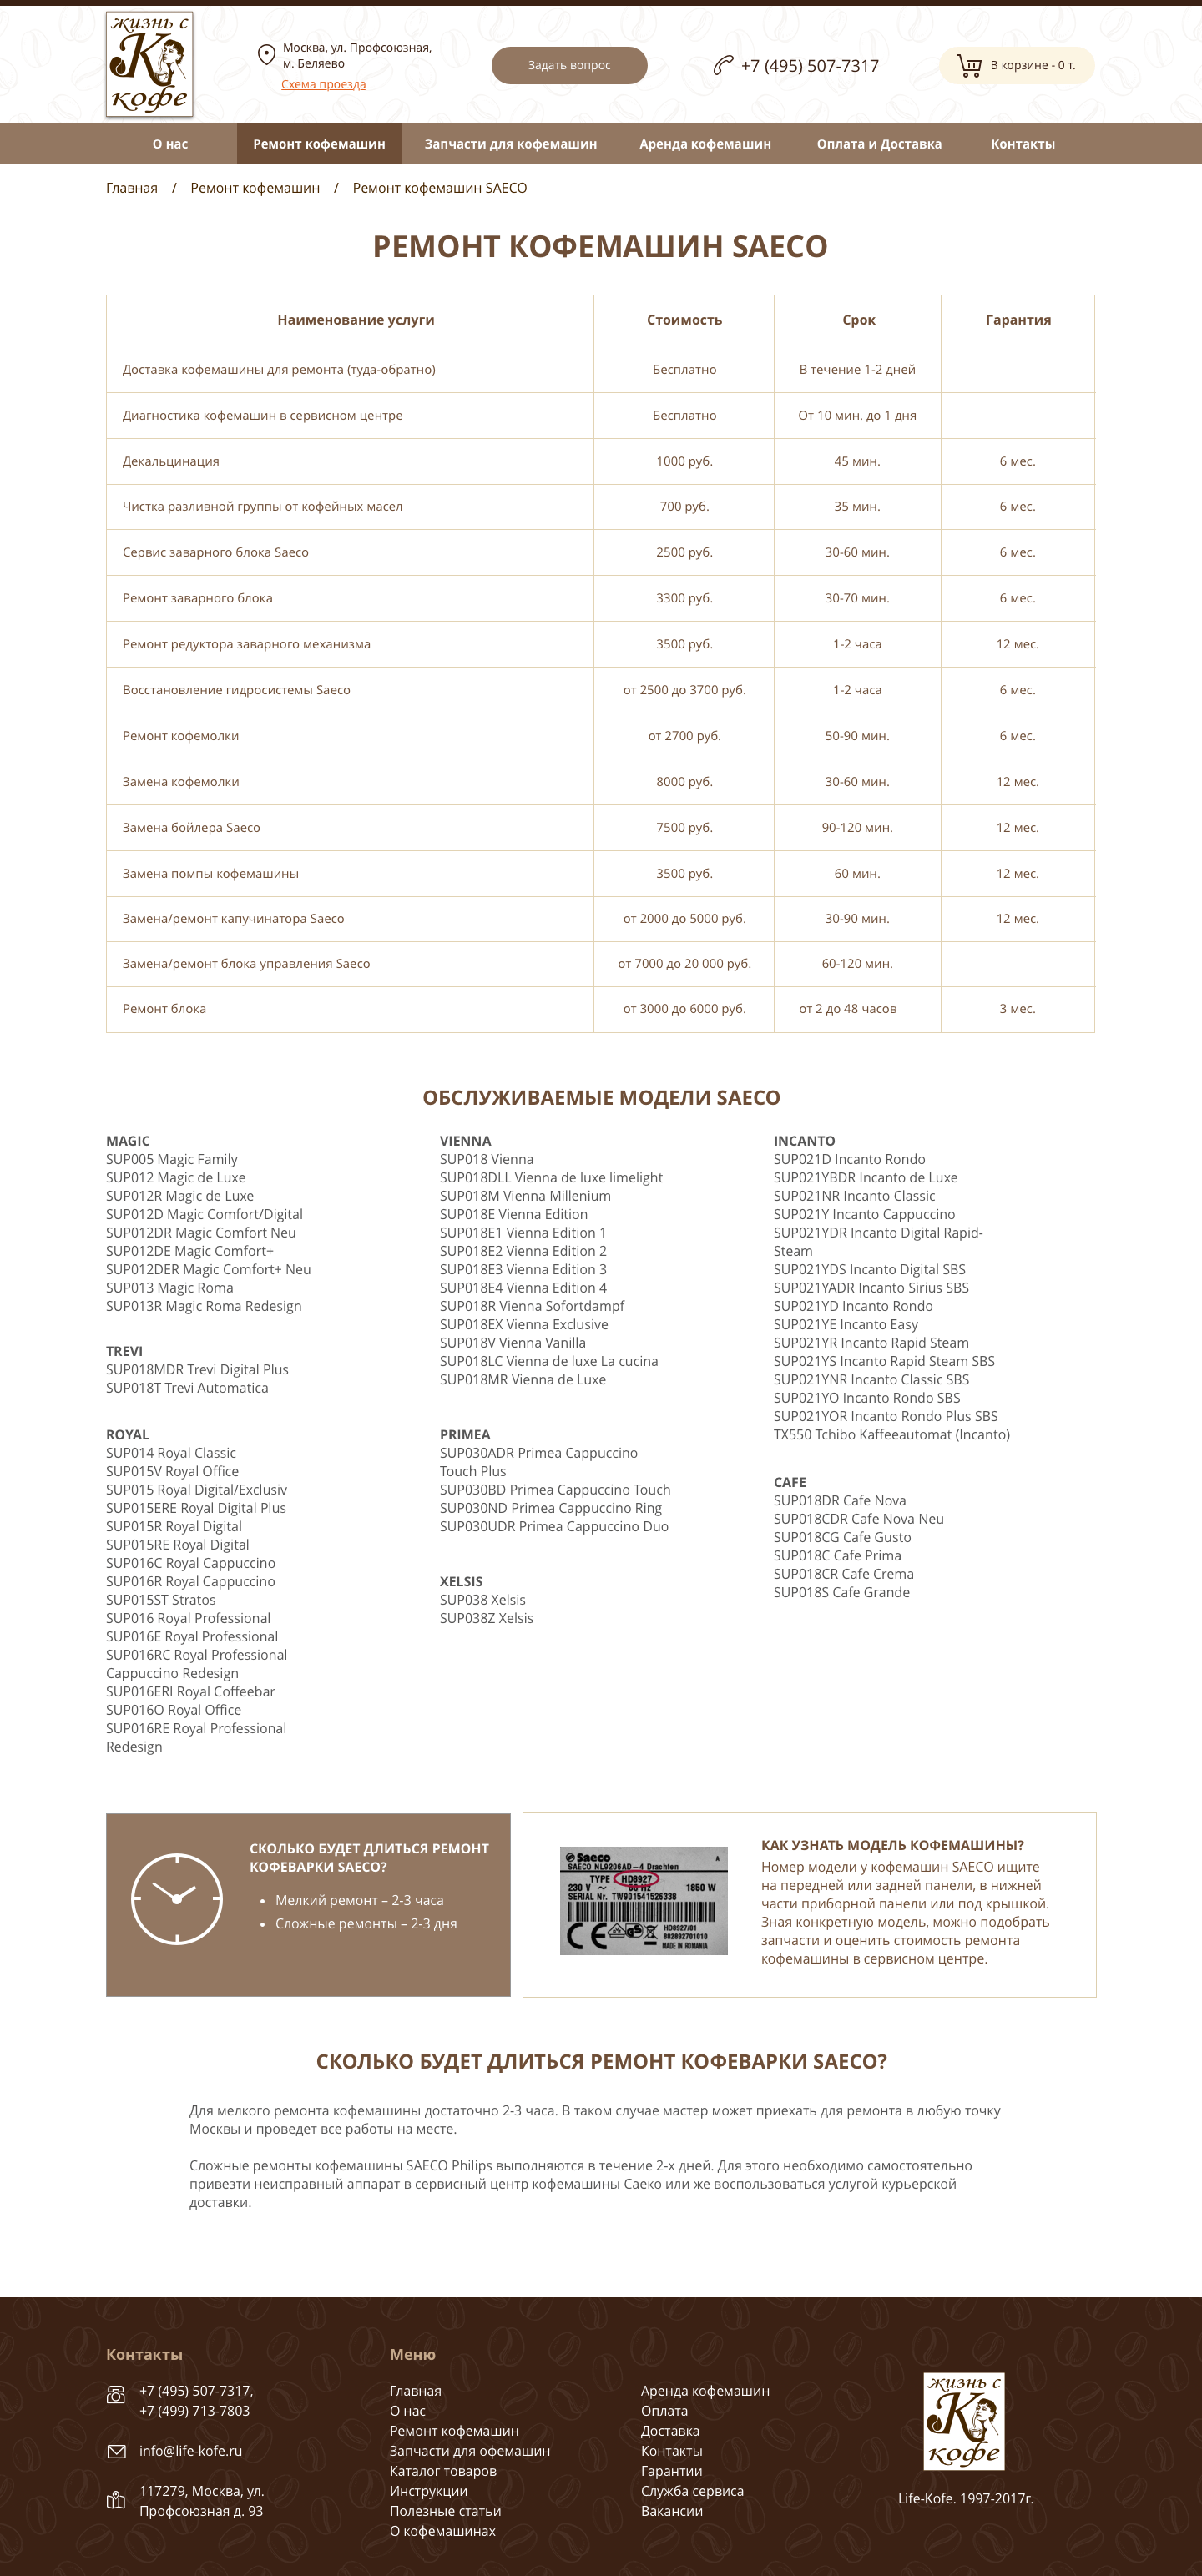 жизнь с
К
кофе
Москва, ул. Профсоюзная,
м. Беляево
Схема проезда
Задать вопрос
+7 (495) 507-7317
В корзине - 0 т.
О нас
Ремонт кофемашин
Запчасти для кофемашин
Аренда кофемашин
Оплата и Доставка
Контакты
Главная / Ремонт кофемашин / Ремонт кофемашин SAECO
РЕМОНТ КОФЕМАШИН SAECO
Наименование услуги Стоимость Срок Гарантия
Доставка кофемашины для ремонта (туда-обратно) Бесплатно В течение 1-2 дней
Диагностика кофемашин в сервисном центре Бесплатно От 10 мин. до 1 дня
Декальцинация 1000 руб. 45 мин. 6 мес.
Чистка разливной группы от кофейных масел 700 руб. 35 мин. 6 мес.
Сервис заварного блока Saeco 2500 руб. 30-60 мин. 6 мес.
Ремонт заварного блока 3300 руб. 30-70 мин. 6 мес.
Ремонт редуктора заварного механизма 3500 руб. 1-2 часа 12 мес.
Восстановление гидросистемы Saeco от 2500 до 3700 руб. 1-2 часа 6 мес.
Ремонт кофемолки от 2700 руб. 50-90 мин. 6 мес.
Замена кофемолки 8000 руб. 30-60 мин. 12 мес.
Замена бойлера Saeco 7500 руб. 90-120 мин. 12 мес.
Замена помпы кофемашины 3500 руб. 60 мин. 12 мес.
Замена/ремонт капучинатора Saeco от 2000 до 5000 руб. 30-90 мин. 12 мес.
Замена/ремонт блока управления Saeco от 7000 до 20 000 руб. 60-120 мин.
Ремонт блока от 3000 до 6000 руб. от 2 до 48 часов 3 мес.
ОБСЛУЖИВАЕМЫЕ МОДЕЛИ SAECO
MAGIC
SUP005 Magic Family
SUP012 Magic de Luxe
SUP012R Magic de Luxe
SUP012D Magic Comfort/Digital
SUP012DR Magic Comfort Neu
SUP012DE Magic Comfort+
SUP012DER Magic Comfort+ Neu
SUP013 Magic Roma
SUP013R Magic Roma Redesign
TREVI
SUP018MDR Trevi Digital Plus
SUP018T Trevi Automatica
ROYAL
SUP014 Royal Classic
SUP015V Royal Office
SUP015 Royal Digital/Exclusiv
SUP015ERE Royal Digital Plus
SUP015R Royal Digital
SUP015RE Royal Digital
SUP016C Royal Cappuccino
SUP016R Royal Cappuccino
SUP015ST Stratos
SUP016 Royal Professional
SUP016E Royal Professional
SUP016RC Royal Professional
Cappuccino Redesign
SUP016ERI Royal Coffeebar
SUP016O Royal Office
SUP016RE Royal Professional
Redesign
VIENNA
SUP018 Vienna
SUP018DLL Vienna de luxe limelight
SUP018M Vienna Millenium
SUP018E Vienna Edition
SUP018E1 Vienna Edition 1
SUP018E2 Vienna Edition 2
SUP018E3 Vienna Edition 3
SUP018E4 Vienna Edition 4
SUP018R Vienna Sofortdampf
SUP018EX Vienna Exclusive
SUP018V Vienna Vanilla
SUP018LC Vienna de luxe La cucina
SUP018MR Vienna de Luxe
PRIMEA
SUP030ADR Primea Cappuccino
Touch Plus
SUP030BD Primea Cappuccino Touch
SUP030ND Primea Cappuccino Ring
SUP030UDR Primea Cappuccino Duo
XELSIS
SUP038 Xelsis
SUP038Z Xelsis
INCANTO
SUP021D Incanto Rondo
SUP021YBDR Incanto de Luxe
SUP021NR Incanto Classic
SUP021Y Incanto Cappuccino
SUP021YDR Incanto Digital Rapid-
Steam
SUP021YDS Incanto Digital SBS
SUP021YADR Incanto Sirius SBS
SUP021YD Incanto Rondo
SUP021YE Incanto Easy
SUP021YR Incanto Rapid Steam
SUP021YS Incanto Rapid Steam SBS
SUP021YNR Incanto Classic SBS
SUP021YO Incanto Rondo SBS
SUP021YOR Incanto Rondo Plus SBS
TX550 Tchibo Kaffeeautomat (Incanto)
CAFE
SUP018DR Cafe Nova
SUP018CDR Cafe Nova Neu
SUP018CG Cafe Gusto
SUP018C Cafe Prima
SUP018CR Cafe Crema
SUP018S Cafe Grande
СКОЛЬКО БУДЕТ ДЛИТЬСЯ РЕМОНТ
КОФЕВАРКИ SAECO?
• Мелкий ремонт – 2-3 часа
• Сложные ремонты – 2-3 дня
Saeco A
SAECO NL9206AD-4 Drachten
TYPE HD8927
230 V ~ 50 Hz 1850 W
SERIAL Nr. TW901541526338
HD8927/01
002892701010
MADE IN ROMANIA
КАК УЗНАТЬ МОДЕЛЬ КОФЕМАШИНЫ?
Номер модели у кофемашин SAECO ищите
на передней или задней панели, в нижней
части приборной панели или под крышкой.
Зная конкретную модель, можно подобрать
запчасти и оценить стоимость ремонта
кофемашины в сервисном центре.
СКОЛЬКО БУДЕТ ДЛИТЬСЯ РЕМОНТ КОФЕВАРКИ SAECO?
Для мелкого ремонта кофемашины достаточно 2-3 часа. В таком случае мастер может приехать для ремонта в любую точку
Москвы и проведет все работы на месте.
Сложные ремонты кофемашины SAECO Philips выполняются в течение 2-х дней. Для этого необходимо самостоятельно
привезти неисправный аппарат в сервисный центр кофемашины Саеко или же воспользоваться услугой курьерской
доставки.
Контакты
+7 (495) 507-7317,
+7 (499) 713-7803
info@life-kofe.ru
117279, Москва, ул.
Профсоюзная д. 93
Меню
Главная
О нас
Ремонт кофемашин
Запчасти для офемашин
Каталог товаров
Инструкции
Полезные статьи
О кофемашинах
Аренда кофемашин
Оплата
Доставка
Контакты
Гарантии
Служба сервиса
Вакансии
жизнь с
К
кофе
Life-Kofe. 1997-2017г.